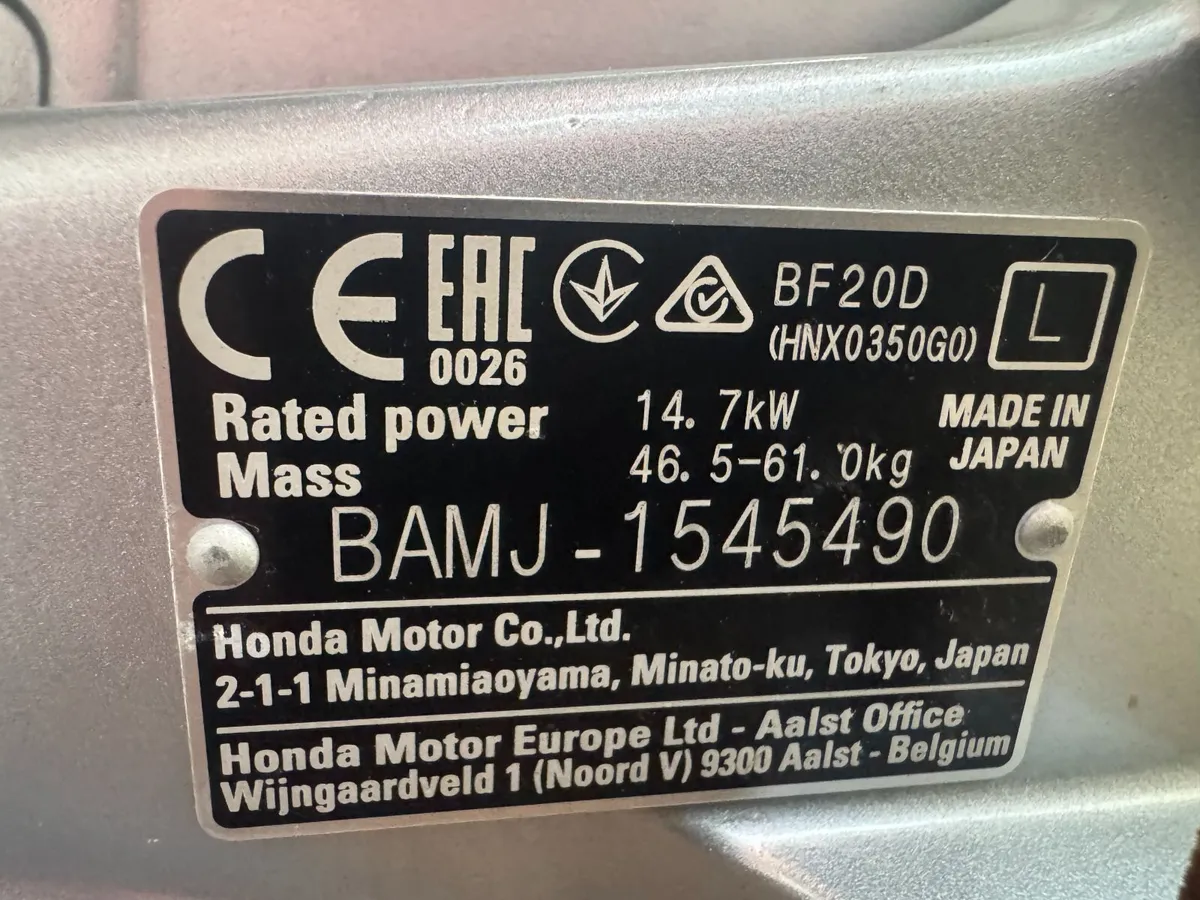 CE EAC BF20D L
0026 (HNX0350G0)
Rated power 14.7kW MADE IN
Mass 46.5-61.0kg JAPAN
BAMJ-1545490
Honda Motor Co.,Ltd.
2-1-1 Minamiaoyama, Minato-ku, Tokyo, Japan
Honda Motor Europe Ltd - Aalst Office
Wijngaardveld 1 (Noord V) 9300 Aalst - Belgium